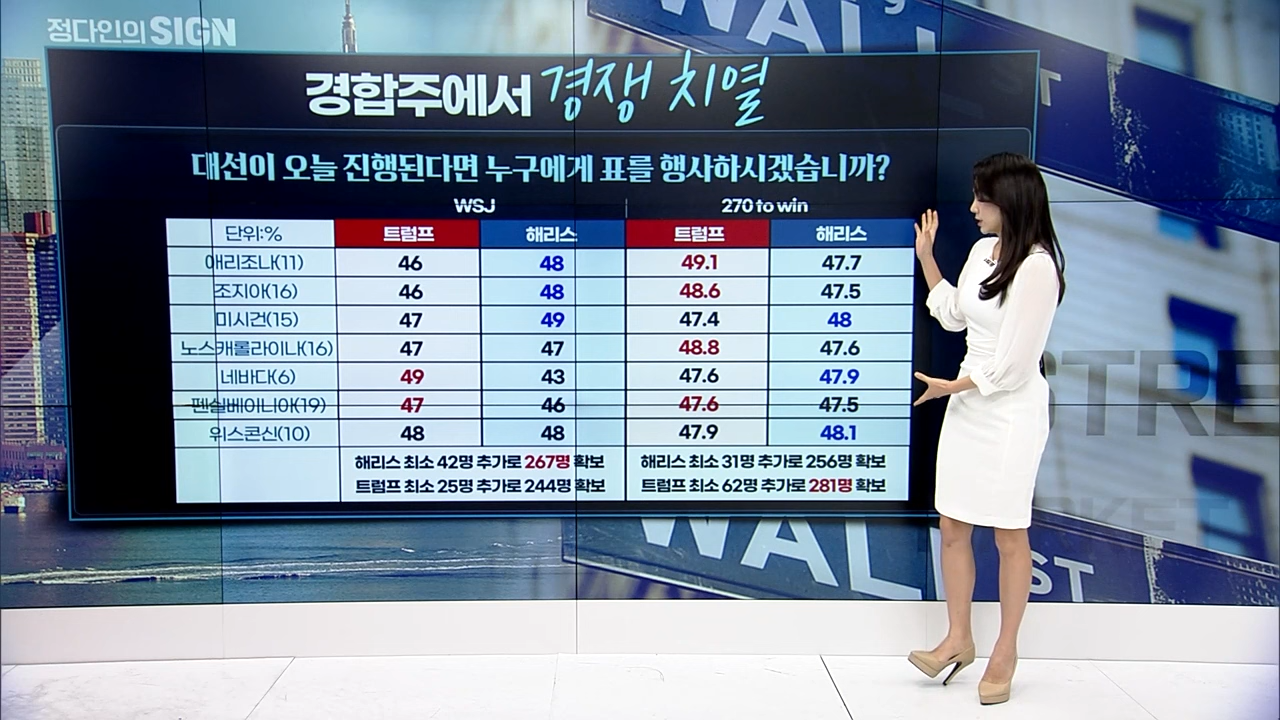 정다인의 SIGN
경합주에서 경쟁 치열
대선이 오늘 진행된다면 누구에게 표를 행사하시겠습니까?
WSJ | 270 to win
단위:% 트럼프 해리스 트럼프 해리스
애리조나(11) 46 48 49.1 47.7
조지아(16) 46 48 48.6 47.5
미시건(15) 47 49 47.4 48
노스캐롤라이나(16) 47 47 48.8 47.6
네바다(6) 49 43 47.6 47.9
펜실베이니아(19) 47 46 47.6 47.5
위스콘신(10) 48 48 47.9 48.1
해리스 최소 42명 추가로 267명 확보 해리스 최소 31명 추가로 256명 확보
트럼프 최소 25명 추가로 244명 확보 트럼프 최소 62명 추가로 281명 확보
WALL ST
STRE
WALL ST